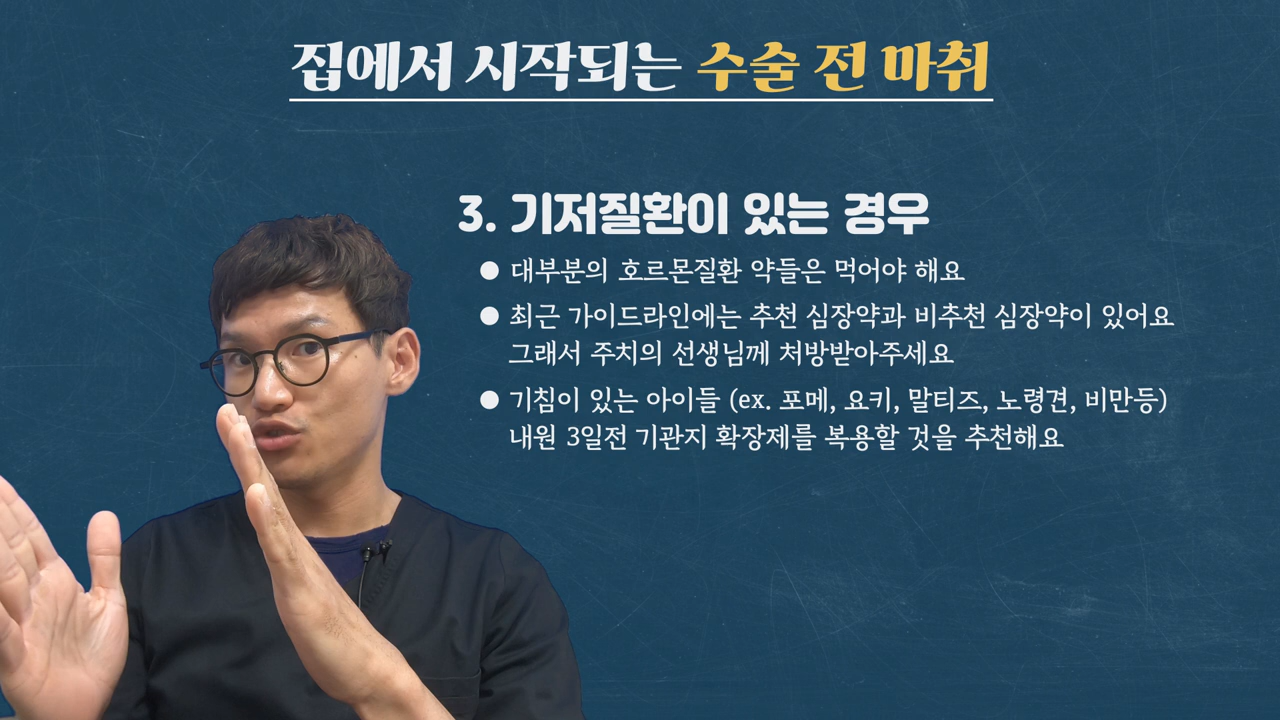 집에서 시작되는 수술 전 마취
3. 기저질환이 있는 경우
● 대부분의 호르몬질환 약들은 먹어야 해요
● 최근 가이드라인에는 추천 심장약과 비추천 심장약이 있어요
그래서 주치의 선생님께 처방받아주세요
● 기침이 있는 아이들 (ex. 포메, 요키, 말티즈, 노령견, 비만등)
내원 3일전 기관지 확장제를 복용할 것을 추천해요